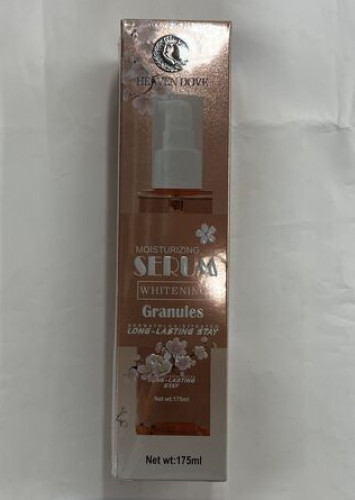 HEAVEN DOVE
MOISTURIZING
SERUM
WHITENING
Granules
LONG-LASTING STAY
LONG-LASTING
STAY
Net wt:175ml
Net wt:175ml